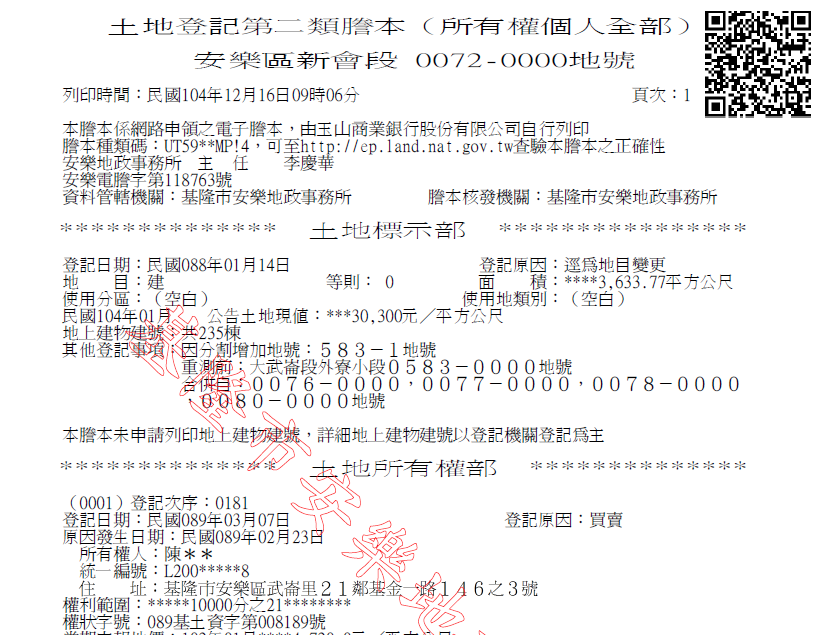 土地登記第二類謄本（所有權個人全部）
安樂區新會段 0072-0000地號
列印時間：民國104年12月16日09時06分 頁次：1
本謄本係網路申領之電子謄本，由玉山商業銀行股份有限公司自行列印
謄本種類碼：UT59**MP!4，可至http://ep.land.nat.gov.tw查驗本謄本之正確性
安樂地政事務所 主 任 李慶華
安樂電謄字第118763號
資料管轄機關：基隆市安樂地政事務所 謄本核發機關：基隆市安樂地政事務所
************** 土地標示部 ****************
登記日期：民國088年01月14日 登記原因：逕為地目變更
地 目：建 等則： 0 面 積：****3,633.77平方公尺
使用分區：（空白） 使用地類別：（空白）
民國104年01月 公告土地現值：***30,300元／平方公尺
地上建物建號：共235棟
其他登記事項：因分割增加地號：５８３－１地號
重測前：大武崙段外寮小段０５８３－００００地號
合併自：００７６－００００，００７７－００００，００７８－００００
，００８０－００００地號
本謄本未申請列印地上建物建號，詳細地上建物建號以登記機關登記為主
************** 土地所有權部 **************
（0001）登記次序：0181
登記日期：民國089年03月07日 登記原因：買賣
原因發生日期：民國089年02月23日
所有權人：陳＊＊
統一編號：L200*****8
住 址：基隆市安樂區武崙里２１鄰基金一路１４６之３號
權利範圍：*****10000分之21********
權狀字號：089基土資字第008189號
基隆市安樂地